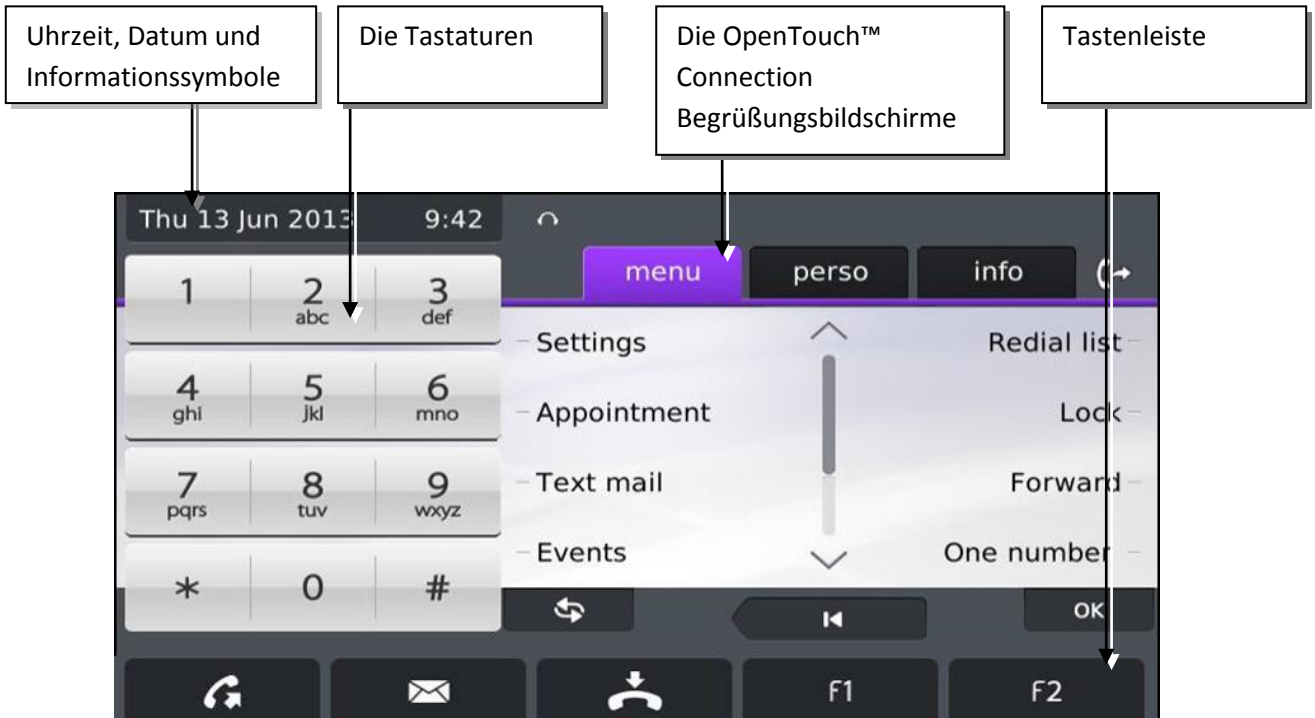 Uhrzeit, Datum und
Informationssymbole
Die Tastaturen
Die OpenTouch™
Connection
Begrüßungsbildschirme
Tastenleiste
Thu 13 Jun 2013 9:42
menu perso info
1 2 3
abc def
4 5 6
ghi jkl mno
7 8 9
pqrs tuv wxyz
* 0 #
Settings Redial list
Appointment Lock
Text mail Forward
Events One number
OK
F1 F2